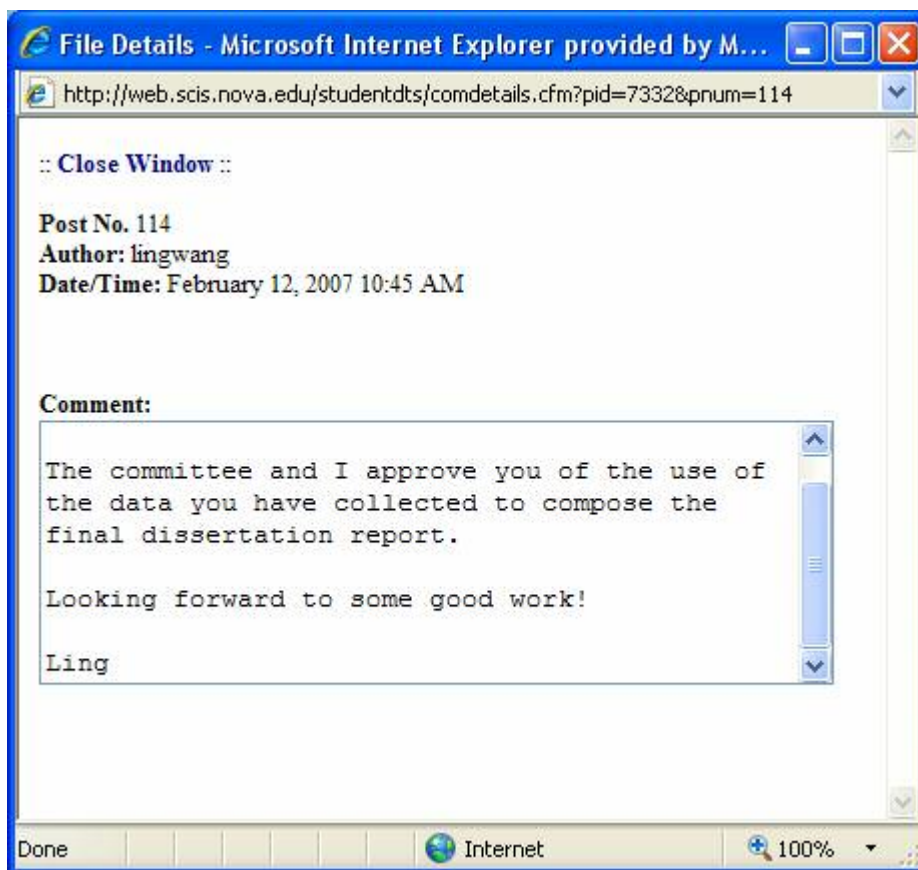 File Details - Microsoft Internet Explorer provided by M...
http://web.scis.nova.edu/studentdts/comdetails.cfm?pid=7332&pnum=114
:: Close Window ::
Post No. 114
Author: lingwang
Date/Time: February 12, 2007 10:45 AM
Comment:
The committee and I approve you of the use of
the data you have collected to compose the
final dissertation report.
Looking forward to some good work!
Ling
Done Internet 100%